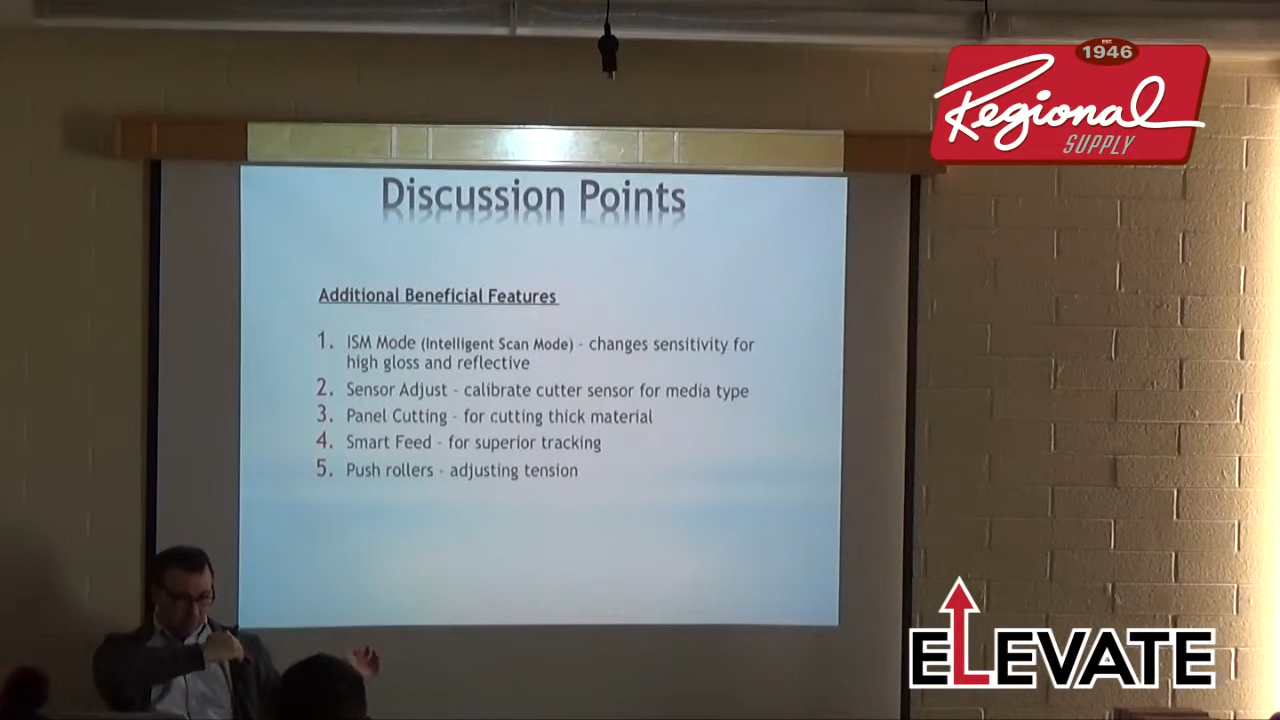 EST.
1946
Regional
SUPPLY
Discussion Points
Additional Beneficial Features
1. ISM Mode (Intelligent Scan Mode) - changes sensitivity for
high gloss and reflective
2. Sensor Adjust - calibrate cutter sensor for media type
3. Panel Cutting - for cutting thick material
4. Smart Feed - for superior tracking
5. Push rollers - adjusting tension
ELEVATE